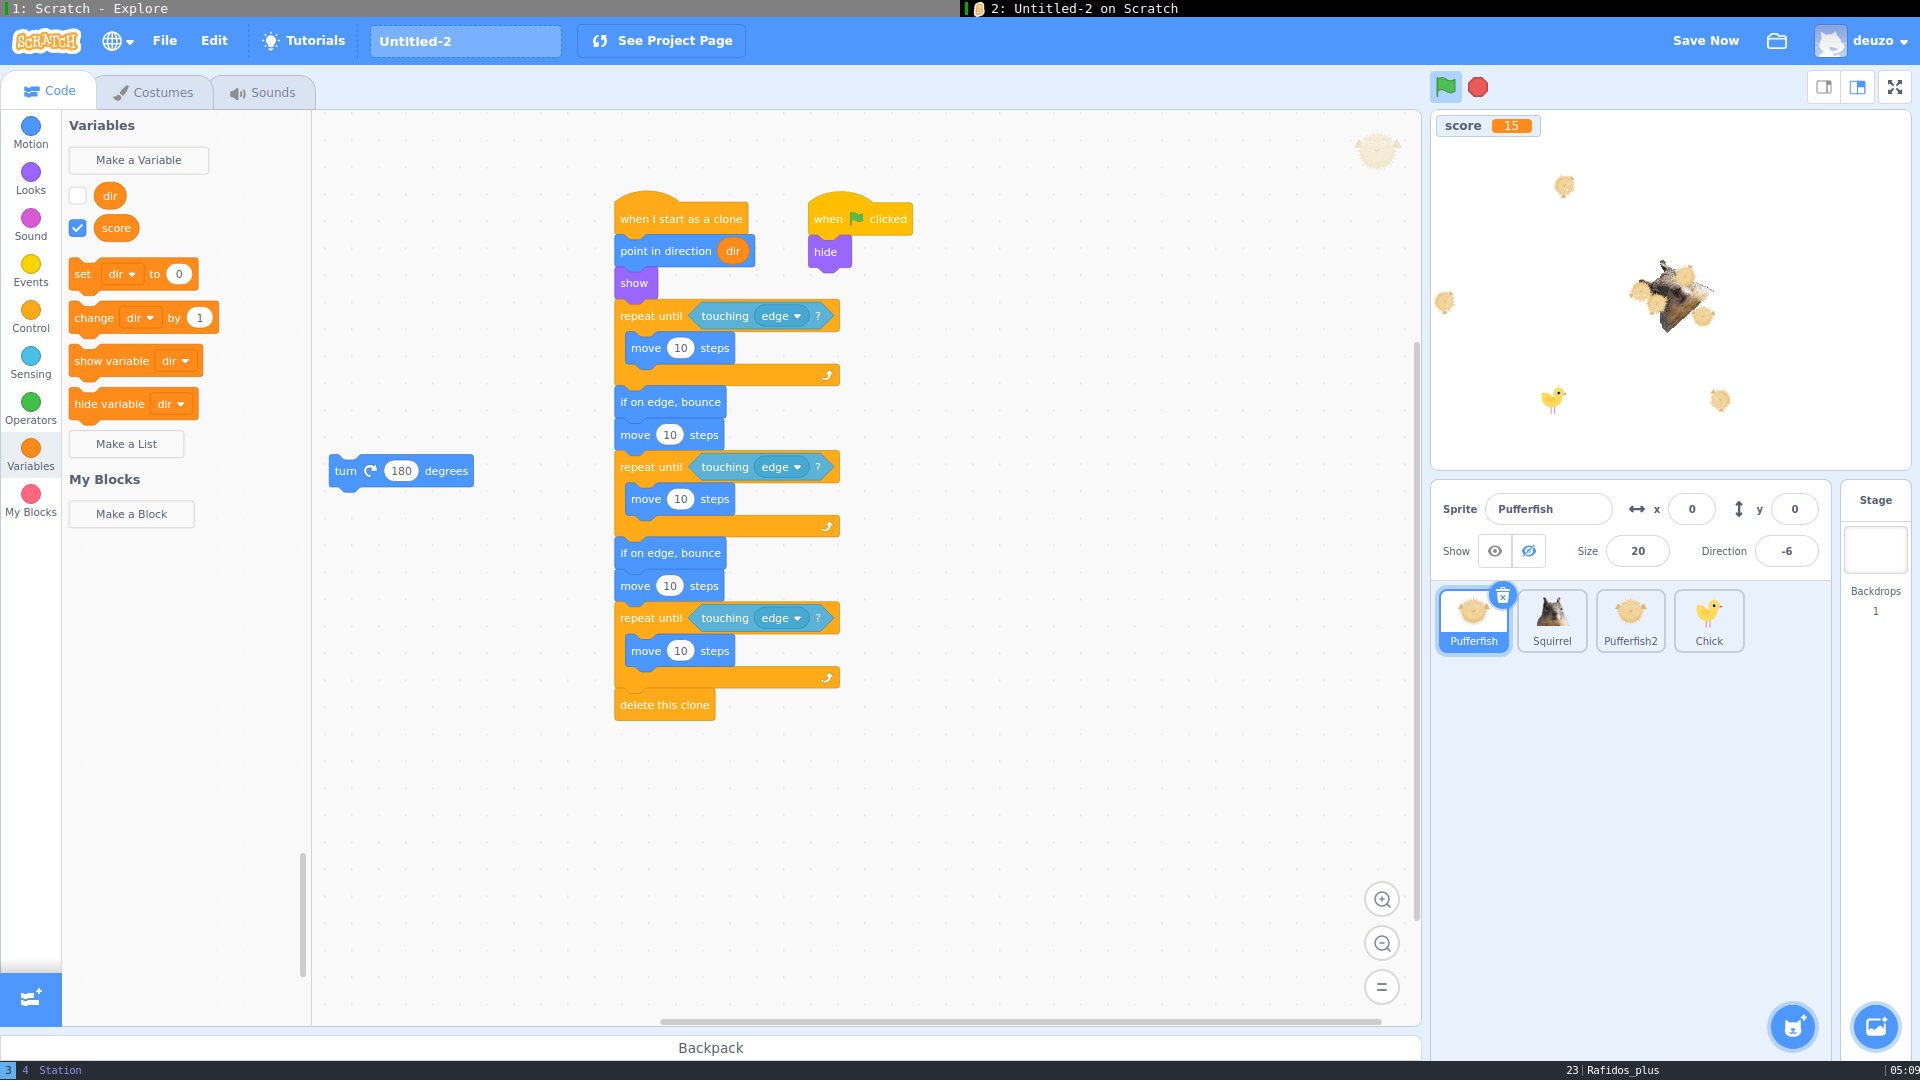 1: Scratch - Explore
2: Untitled-2 on Scratch
SCRATCH
File
Edit
Tutorials
Untitled-2
See Project Page
Save Now
deuzo
Code
Costumes
Sounds
Motion
Looks
Sound
Events
Control
Sensing
Operators
Variables
My Blocks
Variables
Make a Variable
dir
score
set dir to 0
change dir by 1
show variable dir
hide variable dir
Make a List
My Blocks
Make a Block
turn 180 degrees
when I start as a clone
point in direction dir
show
repeat until touching edge ?
move 10 steps
if on edge, bounce
move 10 steps
repeat until touching edge ?
move 10 steps
if on edge, bounce
move 10 steps
repeat until touching edge ?
move 10 steps
delete this clone
when clicked
hide
Backpack
score 15
Sprite Pufferfish x 0 y 0
Show Size 20 Direction -6
Pufferfish
Squirrel
Pufferfish2
Chick
Stage
Backdrops
1
3 4 Station
23 Rafidos_plus 05:09